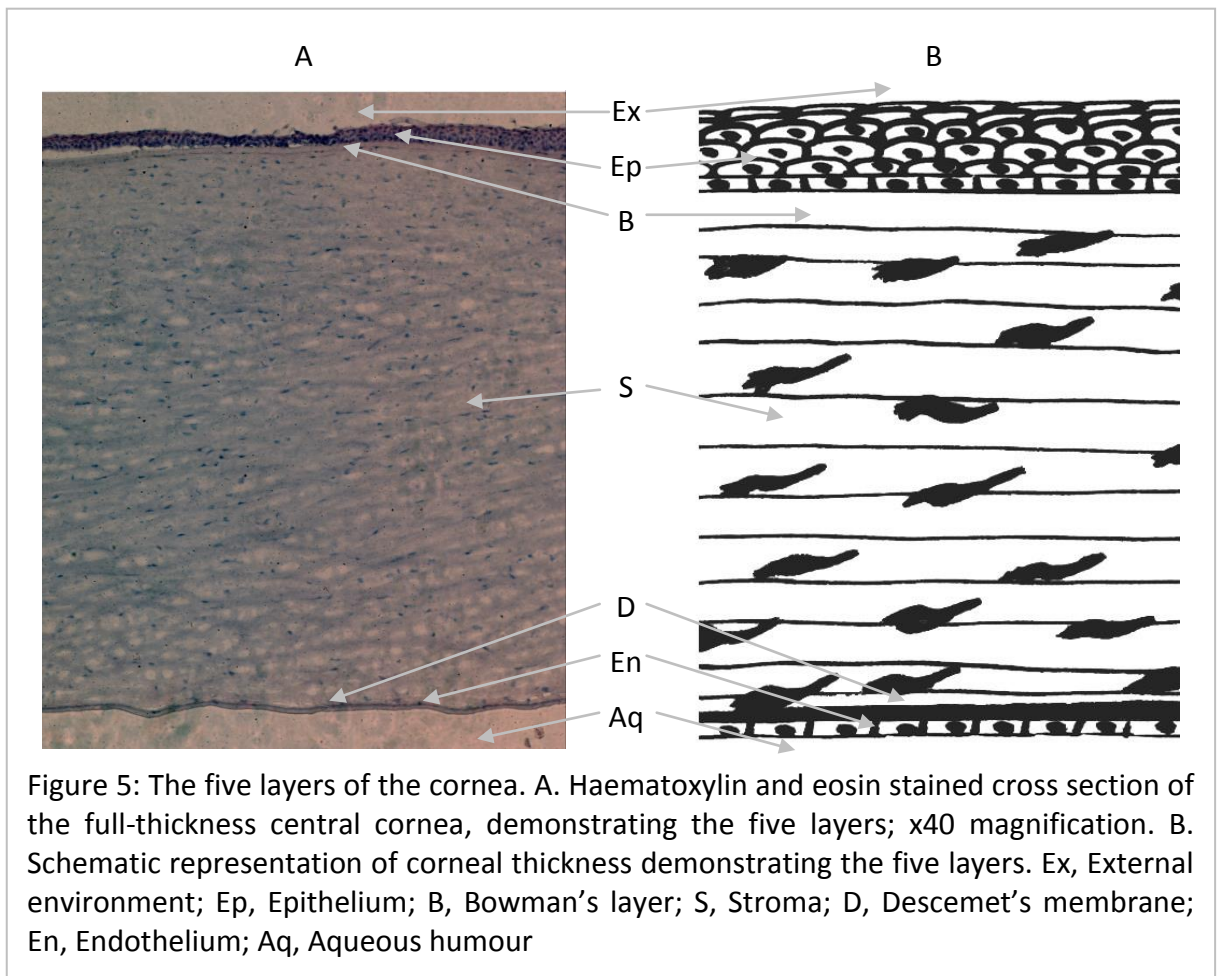 A B
Ex
Ep
B
S
D
En
Aq
Figure 5: The five layers of the cornea. A. Haematoxylin and eosin stained cross section of
the full-thickness central cornea, demonstrating the five layers; x40 magnification. B.
Schematic representation of corneal thickness demonstrating the five layers. Ex, External
environment; Ep, Epithelium; B, Bowman’s layer; S, Stroma; D, Descemet’s membrane;
En, Endothelium; Aq, Aqueous humour